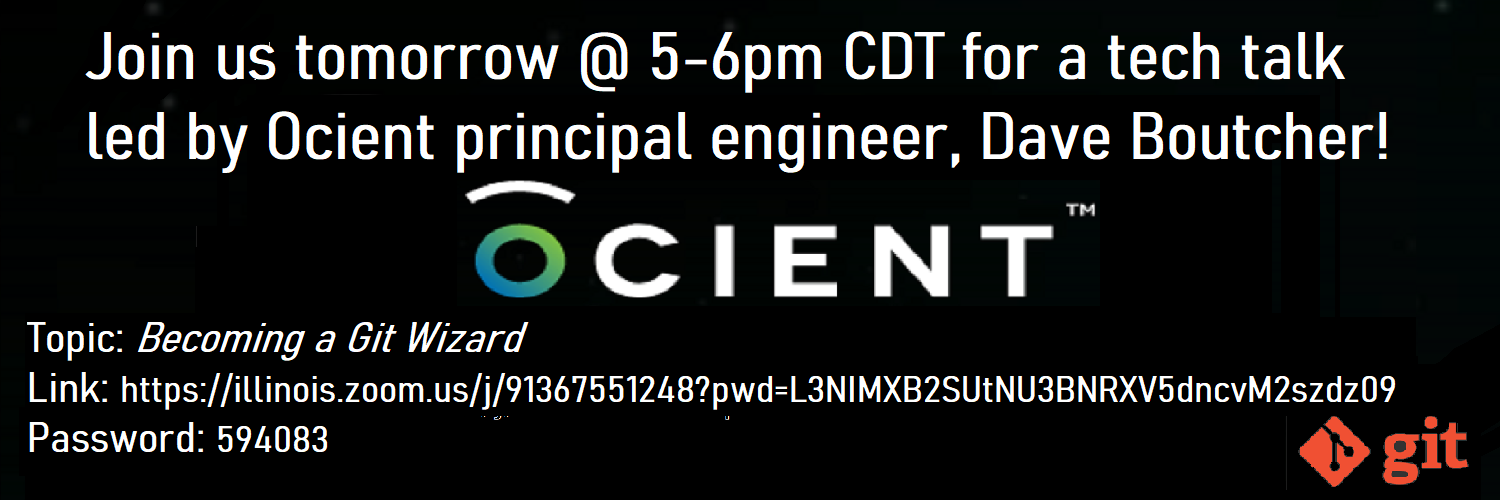 Join us tomorrow @ 5-6pm CDT for a tech talk
led by Ocient principal engineer, Dave Boutcher!
OCIENT™
Topic: Becoming a Git Wizard
Link: https://illinois.zoom.us/j/91367551248?pwd=L3NIMXB2SUtNU3BNRXV5dncvM2szdz09
Password: 594083
git